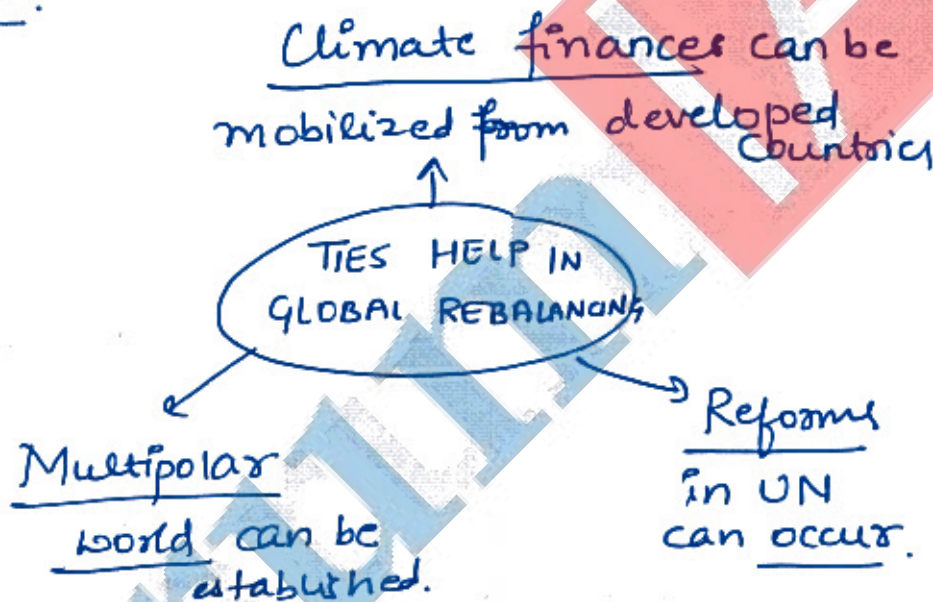 Climate finances can be
mobilized from developed
Countries
TIES HELP IN
GLOBAL REBALANCING
Multipolar
world can be
established.
Reforms
in UN
can occur.